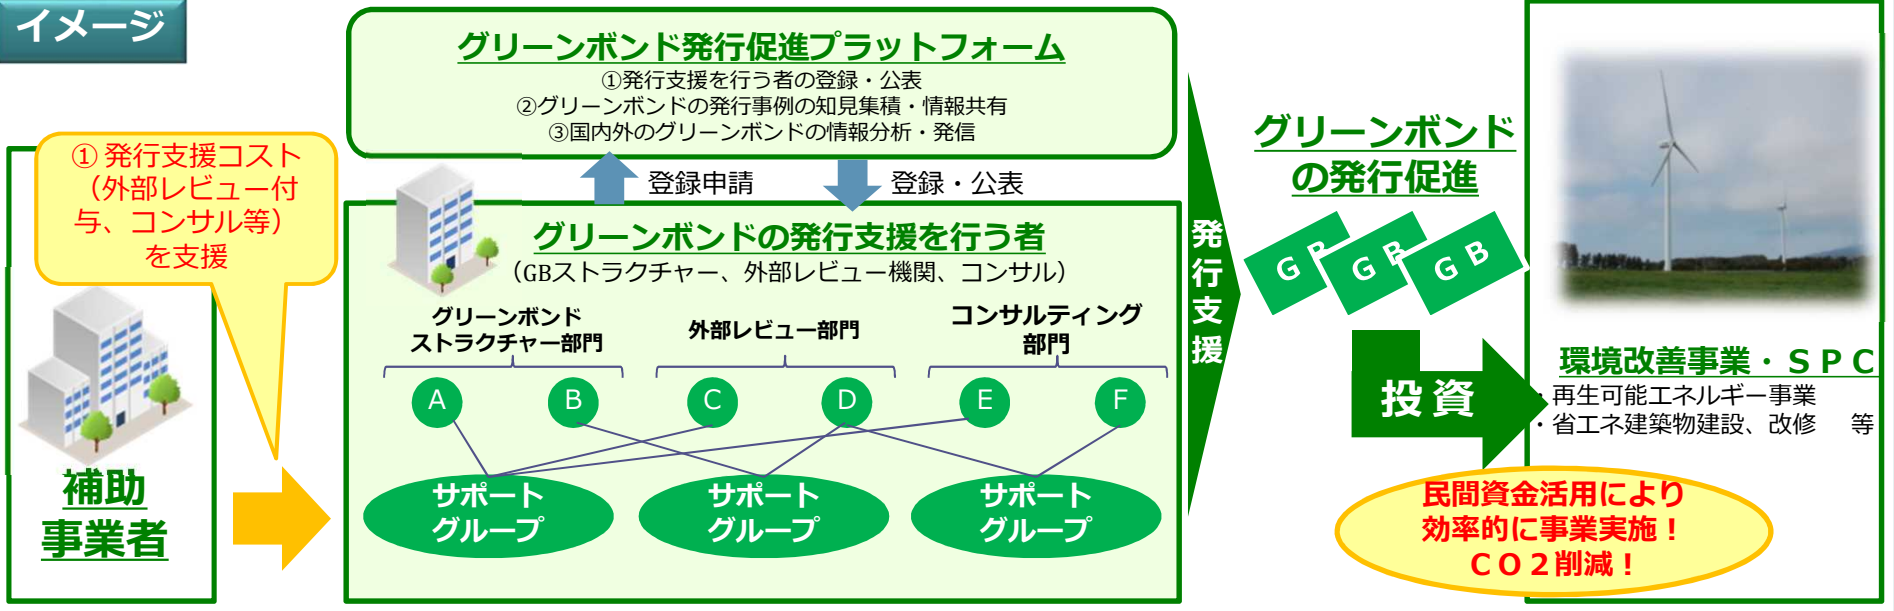 イメージ
グリーンボンド発行促進プラットフォーム
①発行支援を行う者の登録・公表
②グリーンボンドの発行事例の知見集積・情報共有
③国内外のグリーンボンドの情報分析・発信
① 発行支援コスト
（外部レビュー付
与、コンサル等）
を支援
補助
事業者
登録申請
登録・公表
グリーンボンドの発行支援を行う者
（GBストラクチャー、外部レビュー機関、コンサル）
グリーンボンド
ストラクチャー部門
外部レビュー部門
コンサルティング
部門
A
B
C
D
E
F
サポート
グループ
サポート
グループ
サポート
グループ
発行支援
グリーンボンド
の発行促進
ＧＢ
ＧＢ
ＧＢ
投資
環境改善事業・ＳＰＣ
・再生可能エネルギー事業
・省エネ建築物建設、改修　等
民間資金活用により
効率的に事業実施！
ＣＯ２削減！